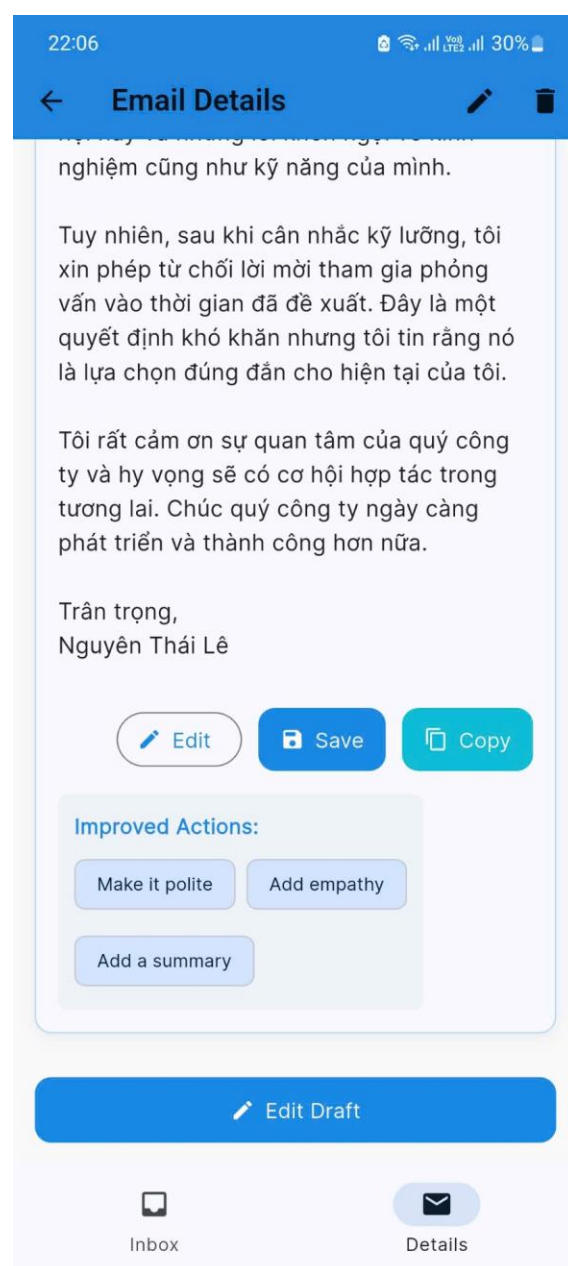 22:06
Vo)) LTE2 30%
Email Details
nghiệm cũng như kỹ năng của mình.
Tuy nhiên, sau khi cân nhắc kỹ lưỡng, tôi
xin phép từ chối lời mời tham gia phỏng
vấn vào thời gian đã đề xuất. Đây là một
quyết định khó khăn nhưng tôi tin rằng nó
là lựa chọn đúng đắn cho hiện tại của tôi.
Tôi rất cảm ơn sự quan tâm của quý công
ty và hy vọng sẽ có cơ hội hợp tác trong
tương lai. Chúc quý công ty ngày càng
phát triển và thành công hơn nữa.
Trân trọng,
Nguyên Thái Lê
Edit
Save
Copy
Improved Actions:
Make it polite
Add empathy
Add a summary
Edit Draft
Inbox
Details